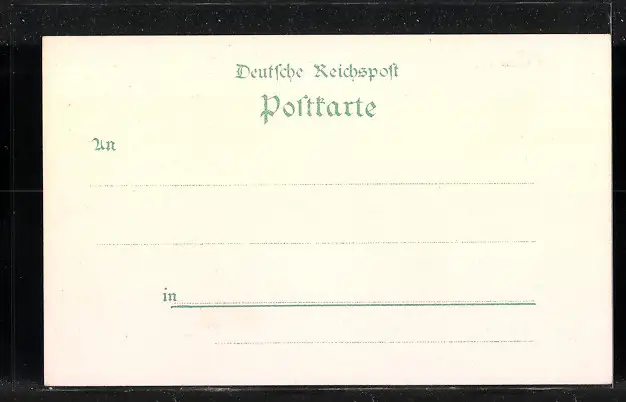 Deutsche Reichspost
Postkarte
An
in